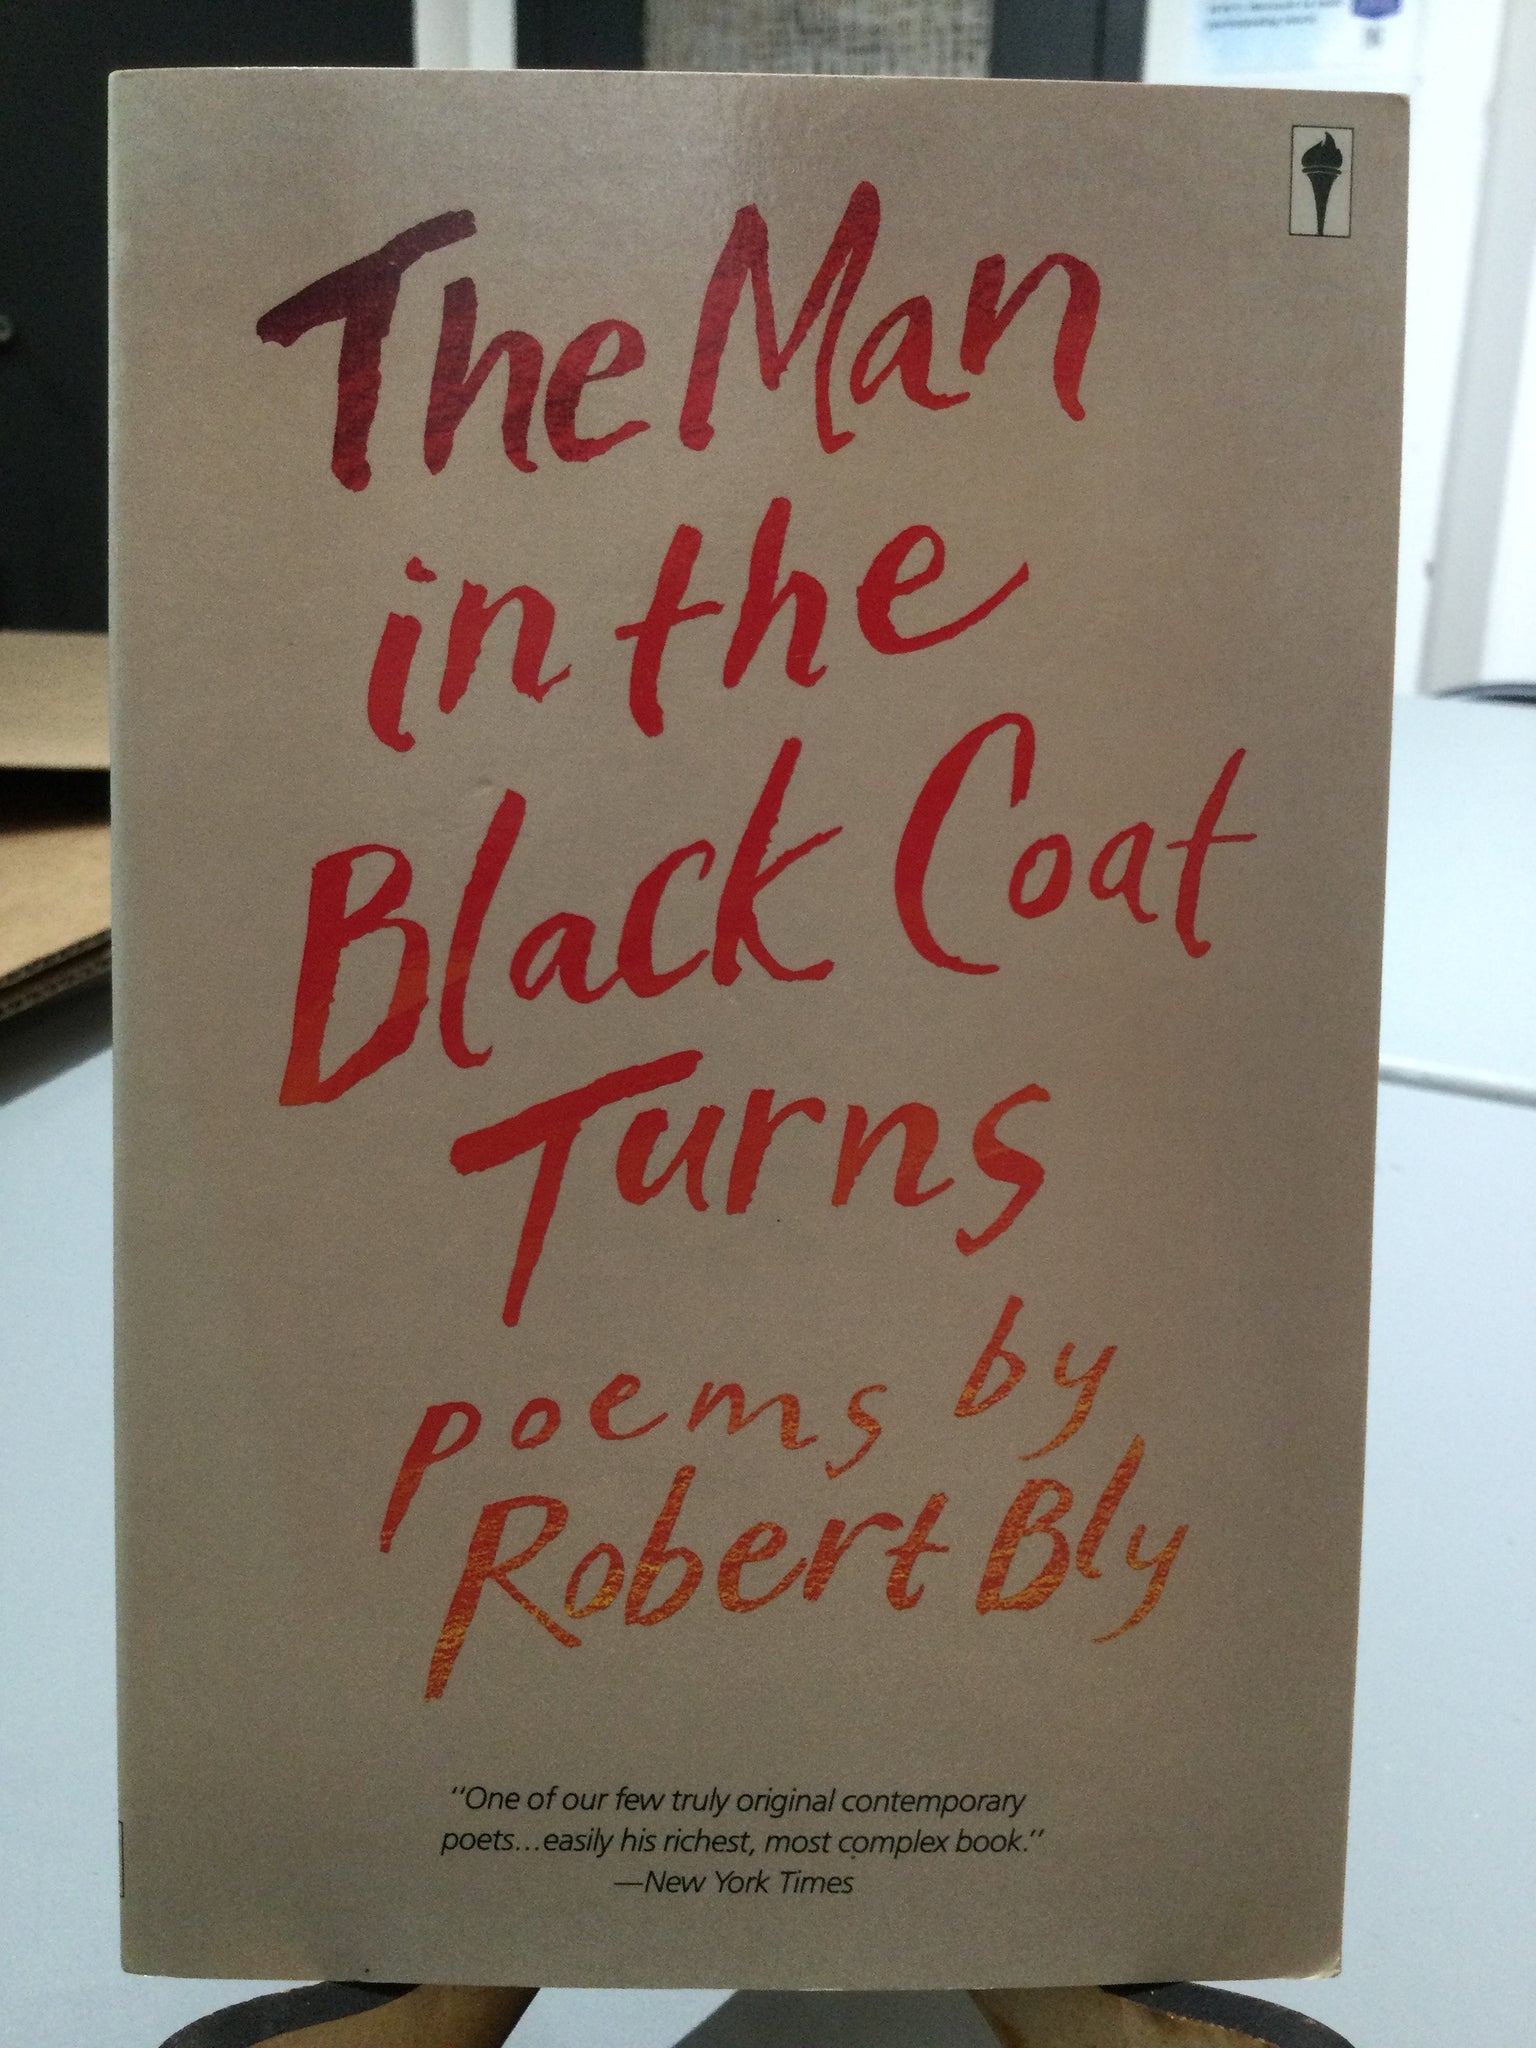 The Man
in the
Black Coat
Turns
poems by
Robert Bly
"One of our few truly original contemporary
poets...easily his richest, most complex book."
—New York Times